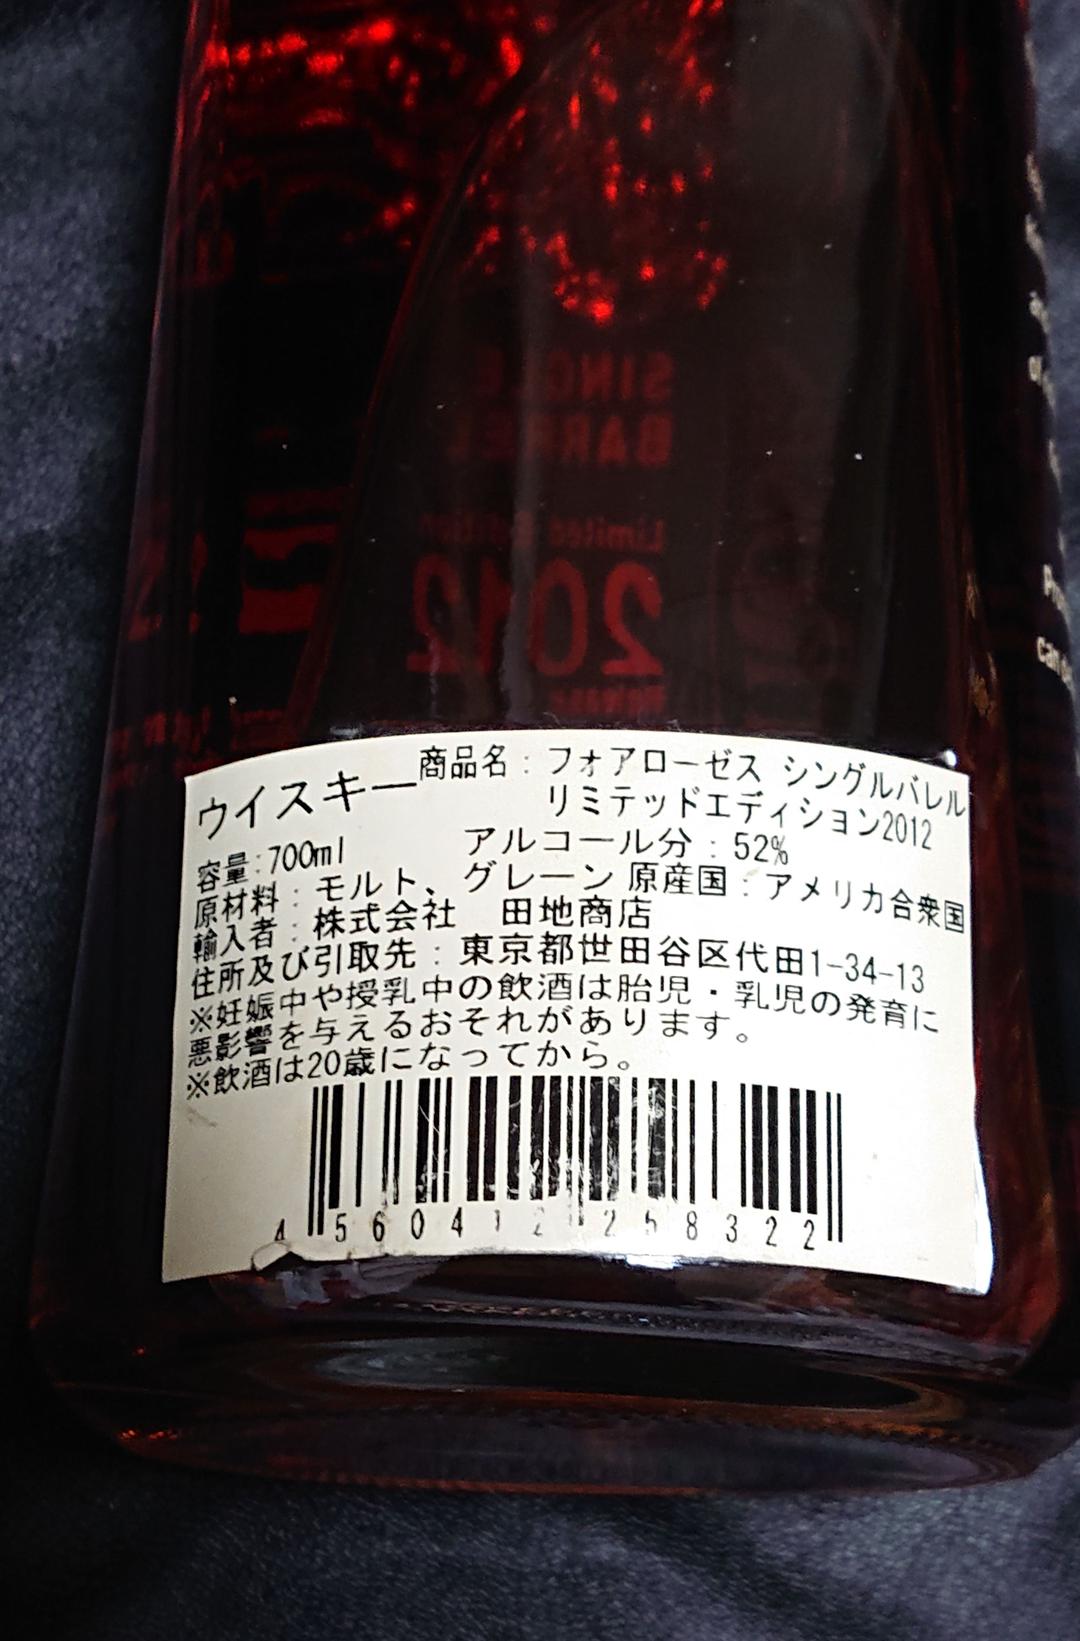 SINGLE
BARREL
Limited Edition
2012
ウイスキー 商品名：フォアローゼス シングルバレル
リミテッドエディション2012
容量：700ml アルコール分：52%
原材料：モルト、グレーン 原産国：アメリカ合衆国
輸入者：株式会社 田地商店
住所及び引取先：東京都世田谷区代田1-34-13
※妊娠中や授乳中の飲酒は胎児・乳児の発育に
悪影響を与えるおそれがあります。
※飲酒は20歳になってから。